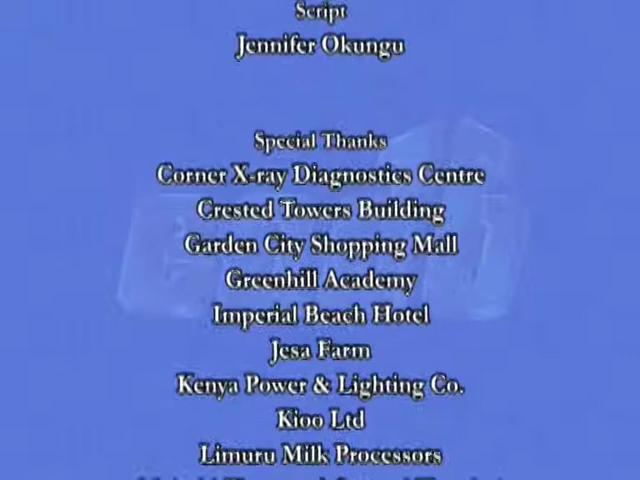 Script
Jennifer Okungu
Special Thanks
Corner X-ray Diagnostics Centre
Crested Towers Building
Garden City Shopping Mall
Greenhill Academy
Imperial Beach Hotel
Jesa Farm
Kenya Power & Lighting Co.
Kioo Ltd
Limuru Milk Processors